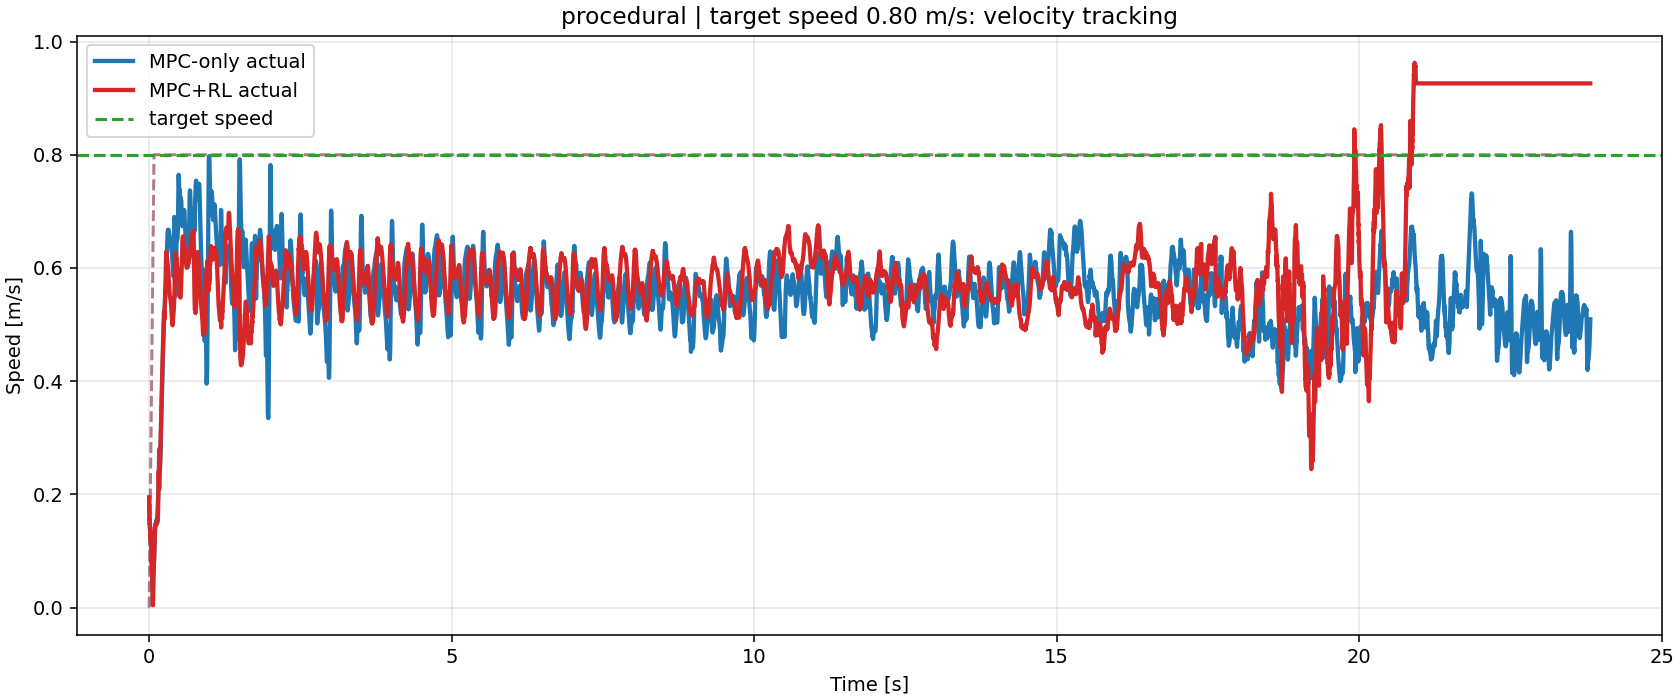 procedural | target speed 0.80 m/s: velocity tracking
MPC-only actual
MPC+RL actual
target speed
Speed [m/s]
1.0
0.8
0.6
0.4
0.2
0.0
0 5 10 15 20 25
Time [s]